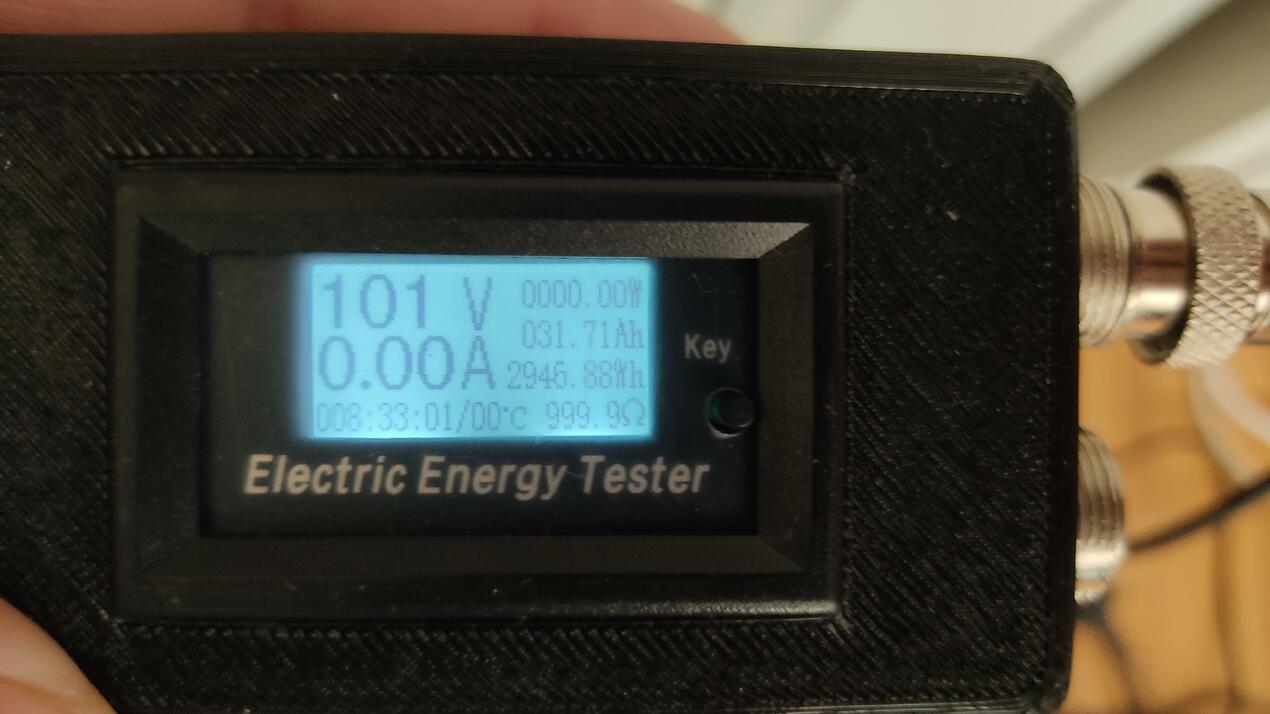 101 V 0000.00W
031.71Ah
0.00A 2946.88Wh
008:33:01/00℃ 999.9Ω
Key
Electric Energy Tester